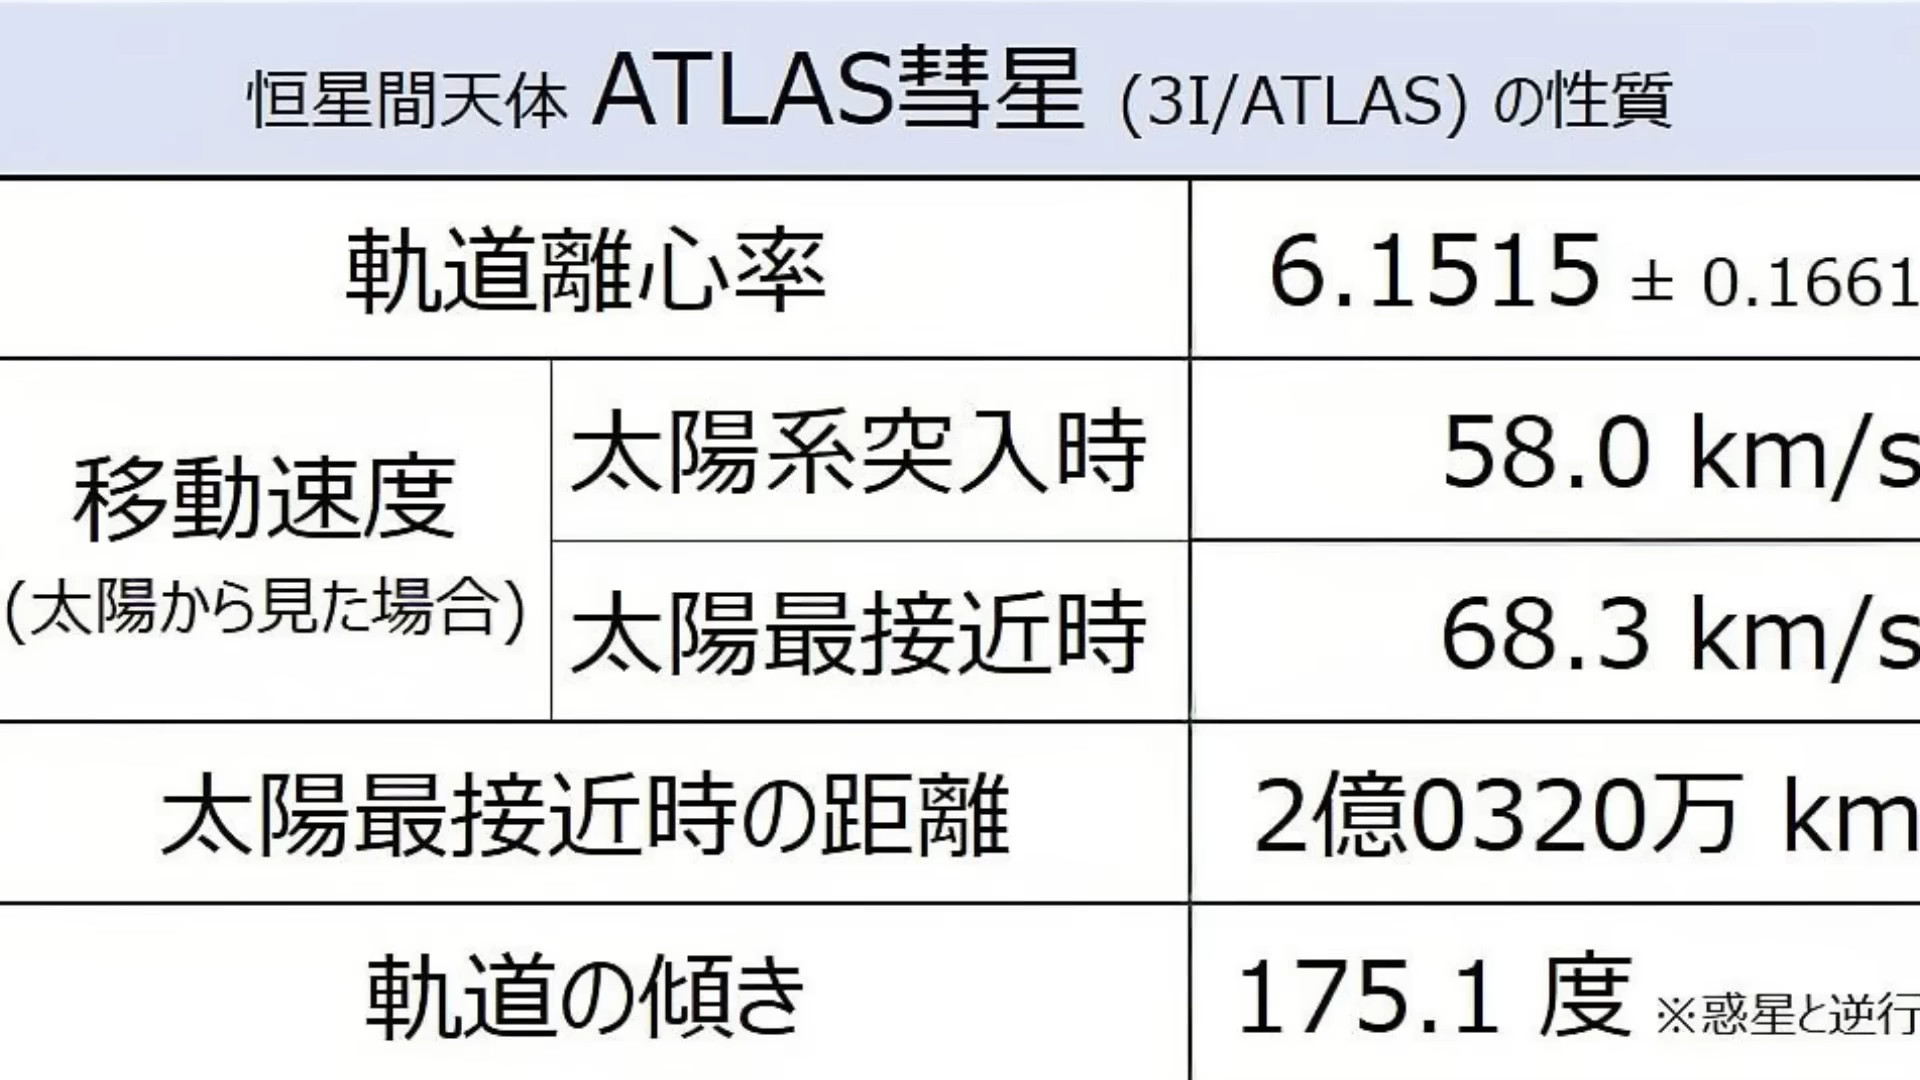 恒星間天体 ATLAS彗星 (3I/ATLAS) の性質
軌道離心率 6.1515 ± 0.1661
移動速度
(太陽から見た場合)
太陽系突入時 58.0 km/s
太陽最接近時 68.3 km/s
太陽最接近時の距離 2億0320万 km
軌道の傾き 175.1 度 ※惑星と逆行